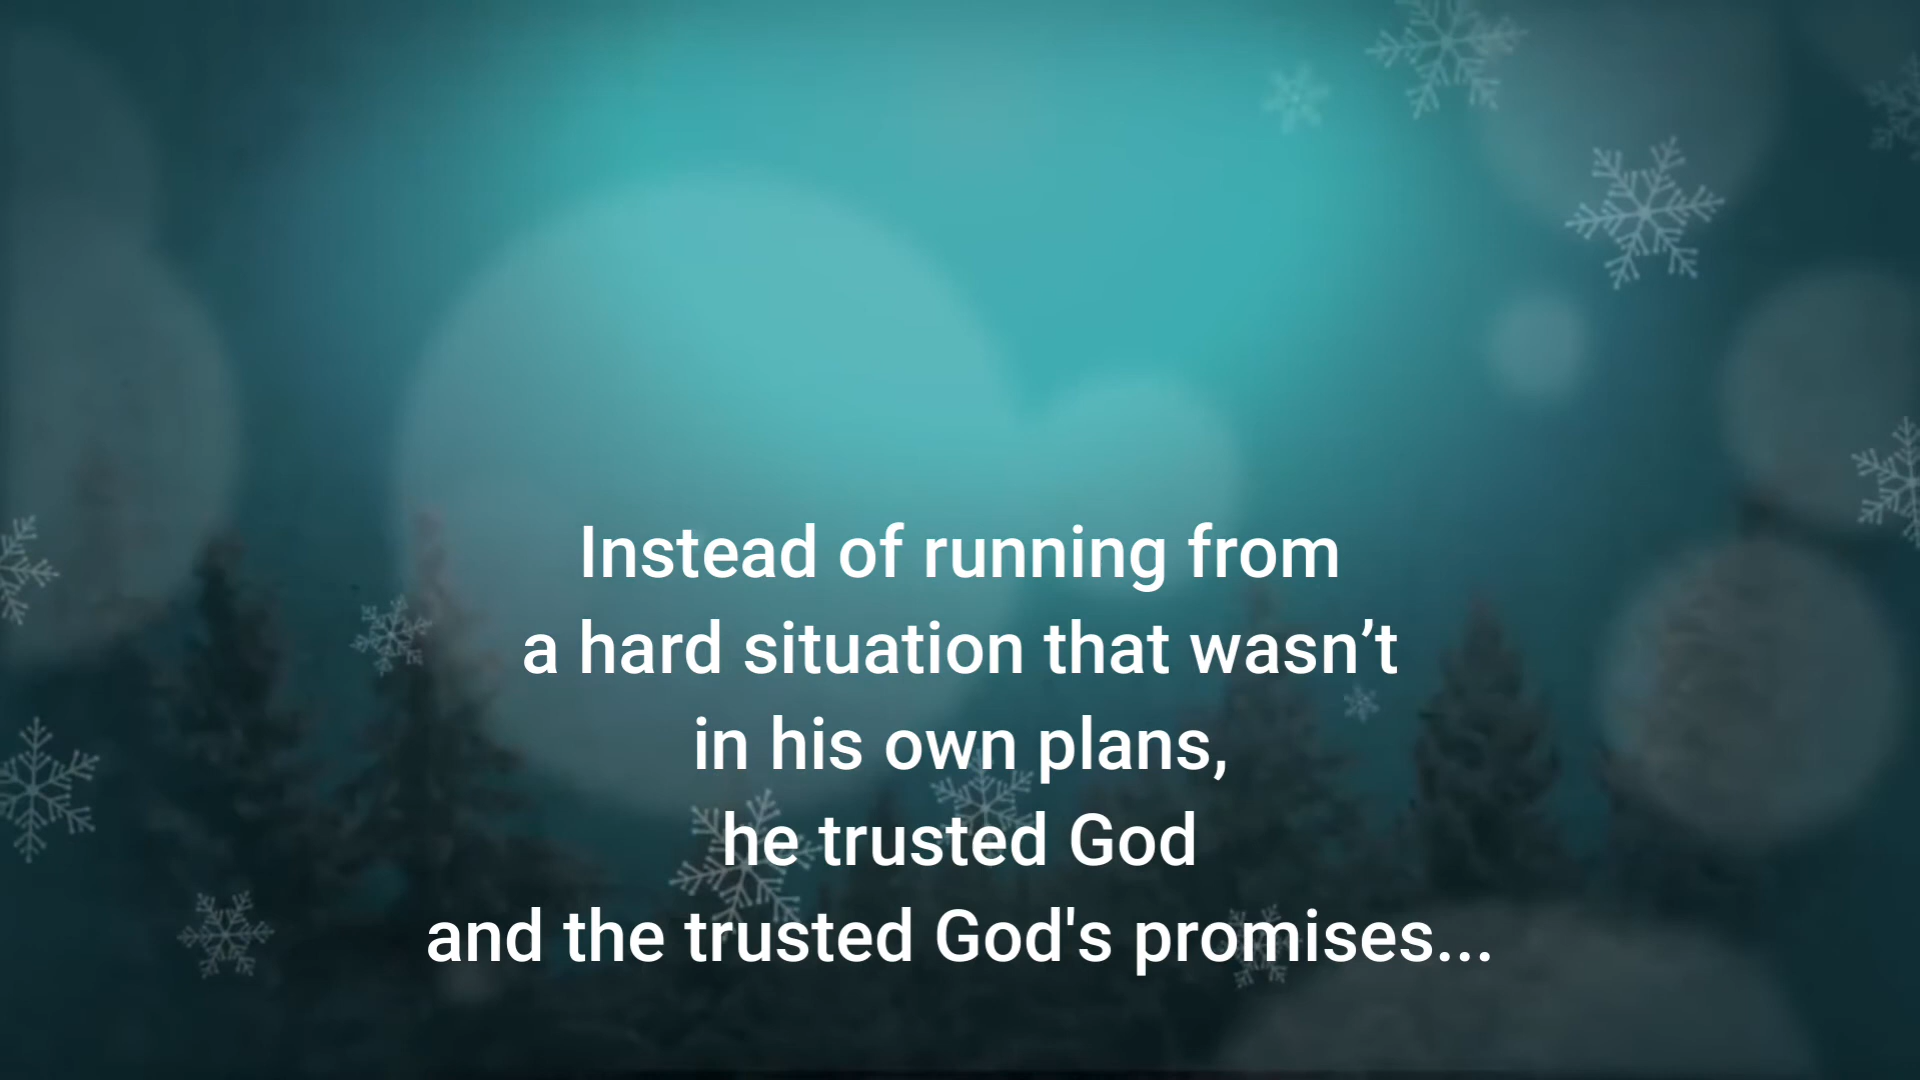 Instead of running from
a hard situation that wasn’t
in his own plans,
he trusted God
and the trusted God's promises...